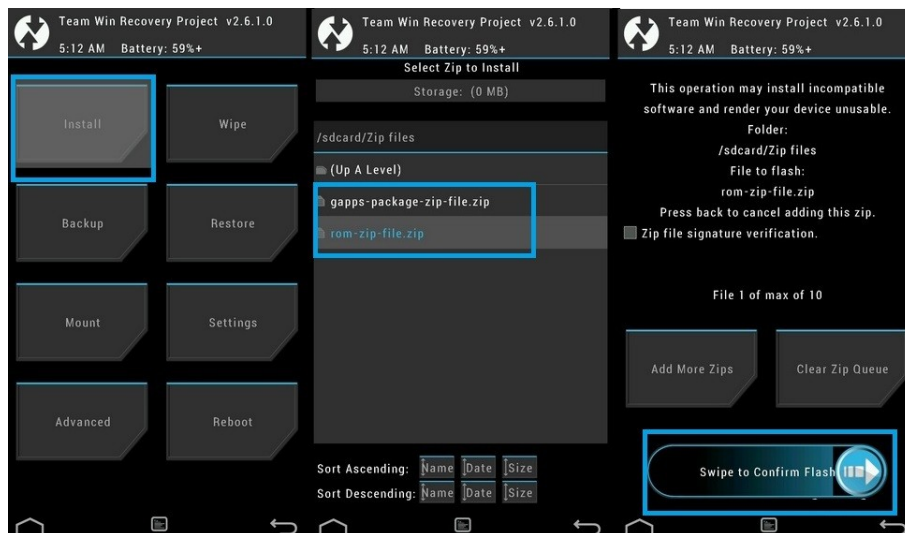 Team Win Recovery Project v2.6.1.0
5:12 AM Battery: 59%+
Install
Wipe
Backup
Restore
Mount
Settings
Advanced
Reboot
Team Win Recovery Project v2.6.1.0
5:12 AM Battery: 59%+
Select Zip to Install
Storage: (0 MB)
/sdcard/Zip files
(Up A Level)
gapps-package-zip-file.zip
rom-zip-file.zip
Sort Ascending: Name Date Size
Sort Descending: Name Date Size
Team Win Recovery Project v2.6.1.0
5:12 AM Battery: 59%+
This operation may install incompatible
software and render your device unusable.
Folder:
/sdcard/Zip files
File to flash:
rom-zip-file.zip
Press back to cancel adding this zip.
Zip file signature verification.
File 1 of max of 10
Add More Zips
Clear Zip Queue
Swipe to Confirm Flash